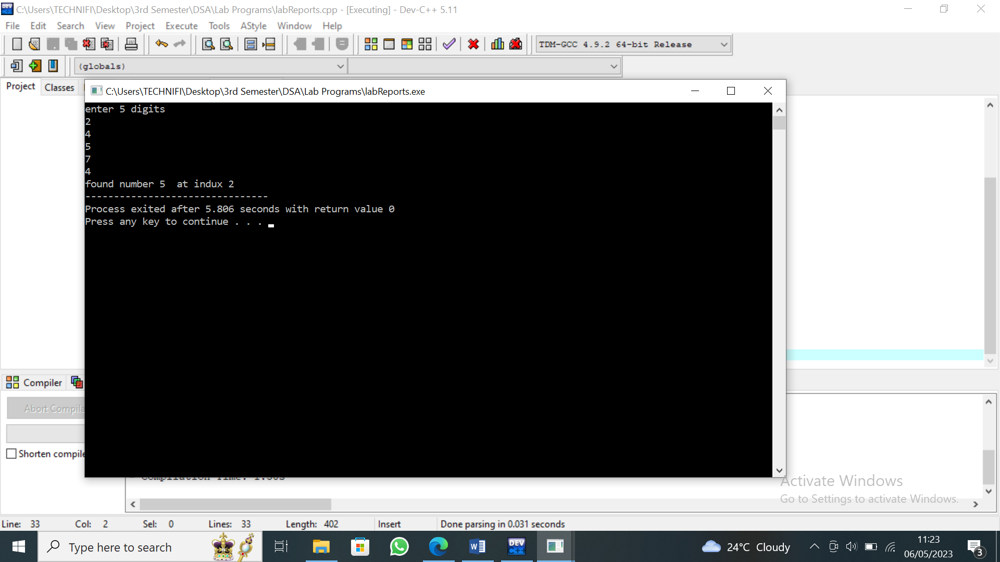 C:\Users\TECHNIFI\Desktop\3rd Semester\DSA\Lab Programs\labReports.cpp - [Executing] - Dev-C++ 5.11
File Edit Search View Project Execute Tools AStyle Window Help
TDM-GCC 4.9.2 64-bit Release
(globals)
Project Classes
C:\Users\TECHNIFI\Desktop\3rd Semester\DSA\Lab Programs\labReports.exe
enter 5 digits
2
4
5
7
4
found number 5  at indux 2
--------------------------------
Process exited after 5.806 seconds with return value 0
Press any key to continue . . .
Compiler
Abort Compila
Shorten compile
Compilation Time:
Activate Windows
Go to Settings to activate Windows.
Line: 33 Col: 2 Sel: 0 Lines: 33 Length: 402 Insert Done parsing in 0.031 seconds
Type here to search
DEV C++
24°C Cloudy
11:23
06/05/2023
3